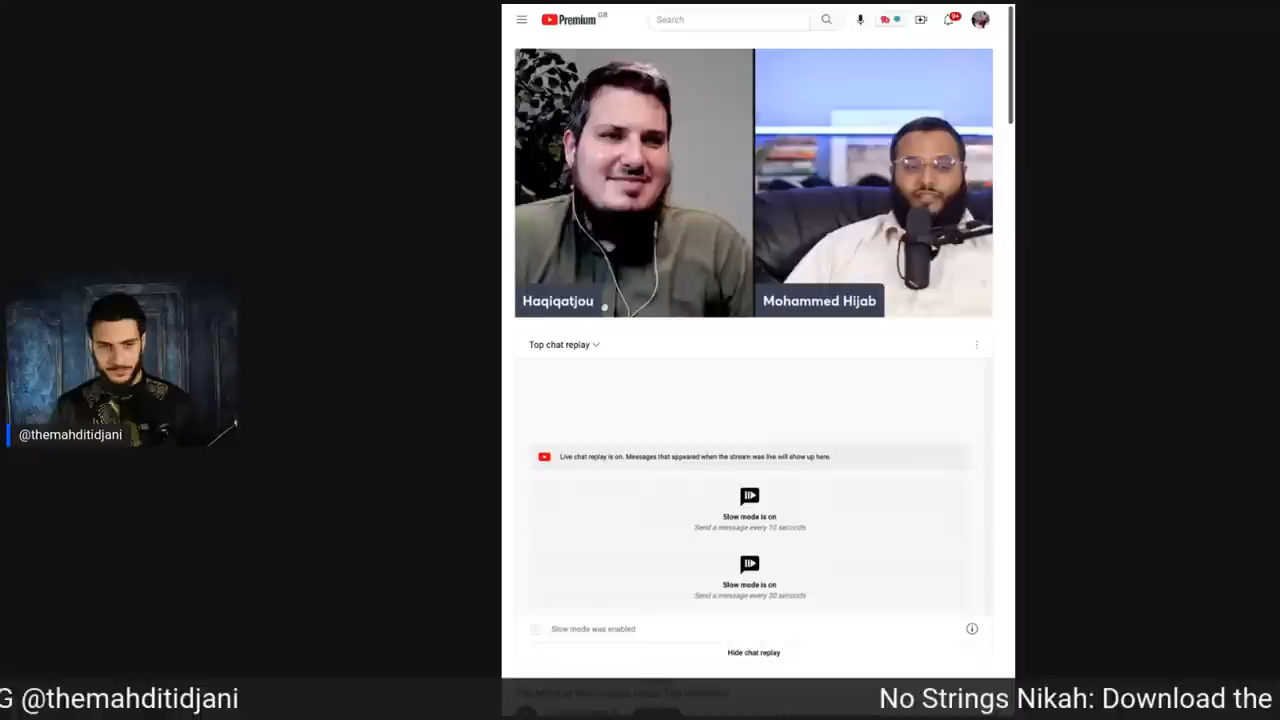 Premium GB
Search
9+
Haqiqatjou
Mohammed Hijab
Top chat replay
Live chat replay is on. Messages that appeared when the stream was live will show up here.
Slow mode is on
Send a message every 10 seconds
Slow mode is on
Send a message every 30 seconds
Slow mode was enabled
Hide chat replay
@themahditidjani
G @themahditidjani
No Strings Nikah: Download the